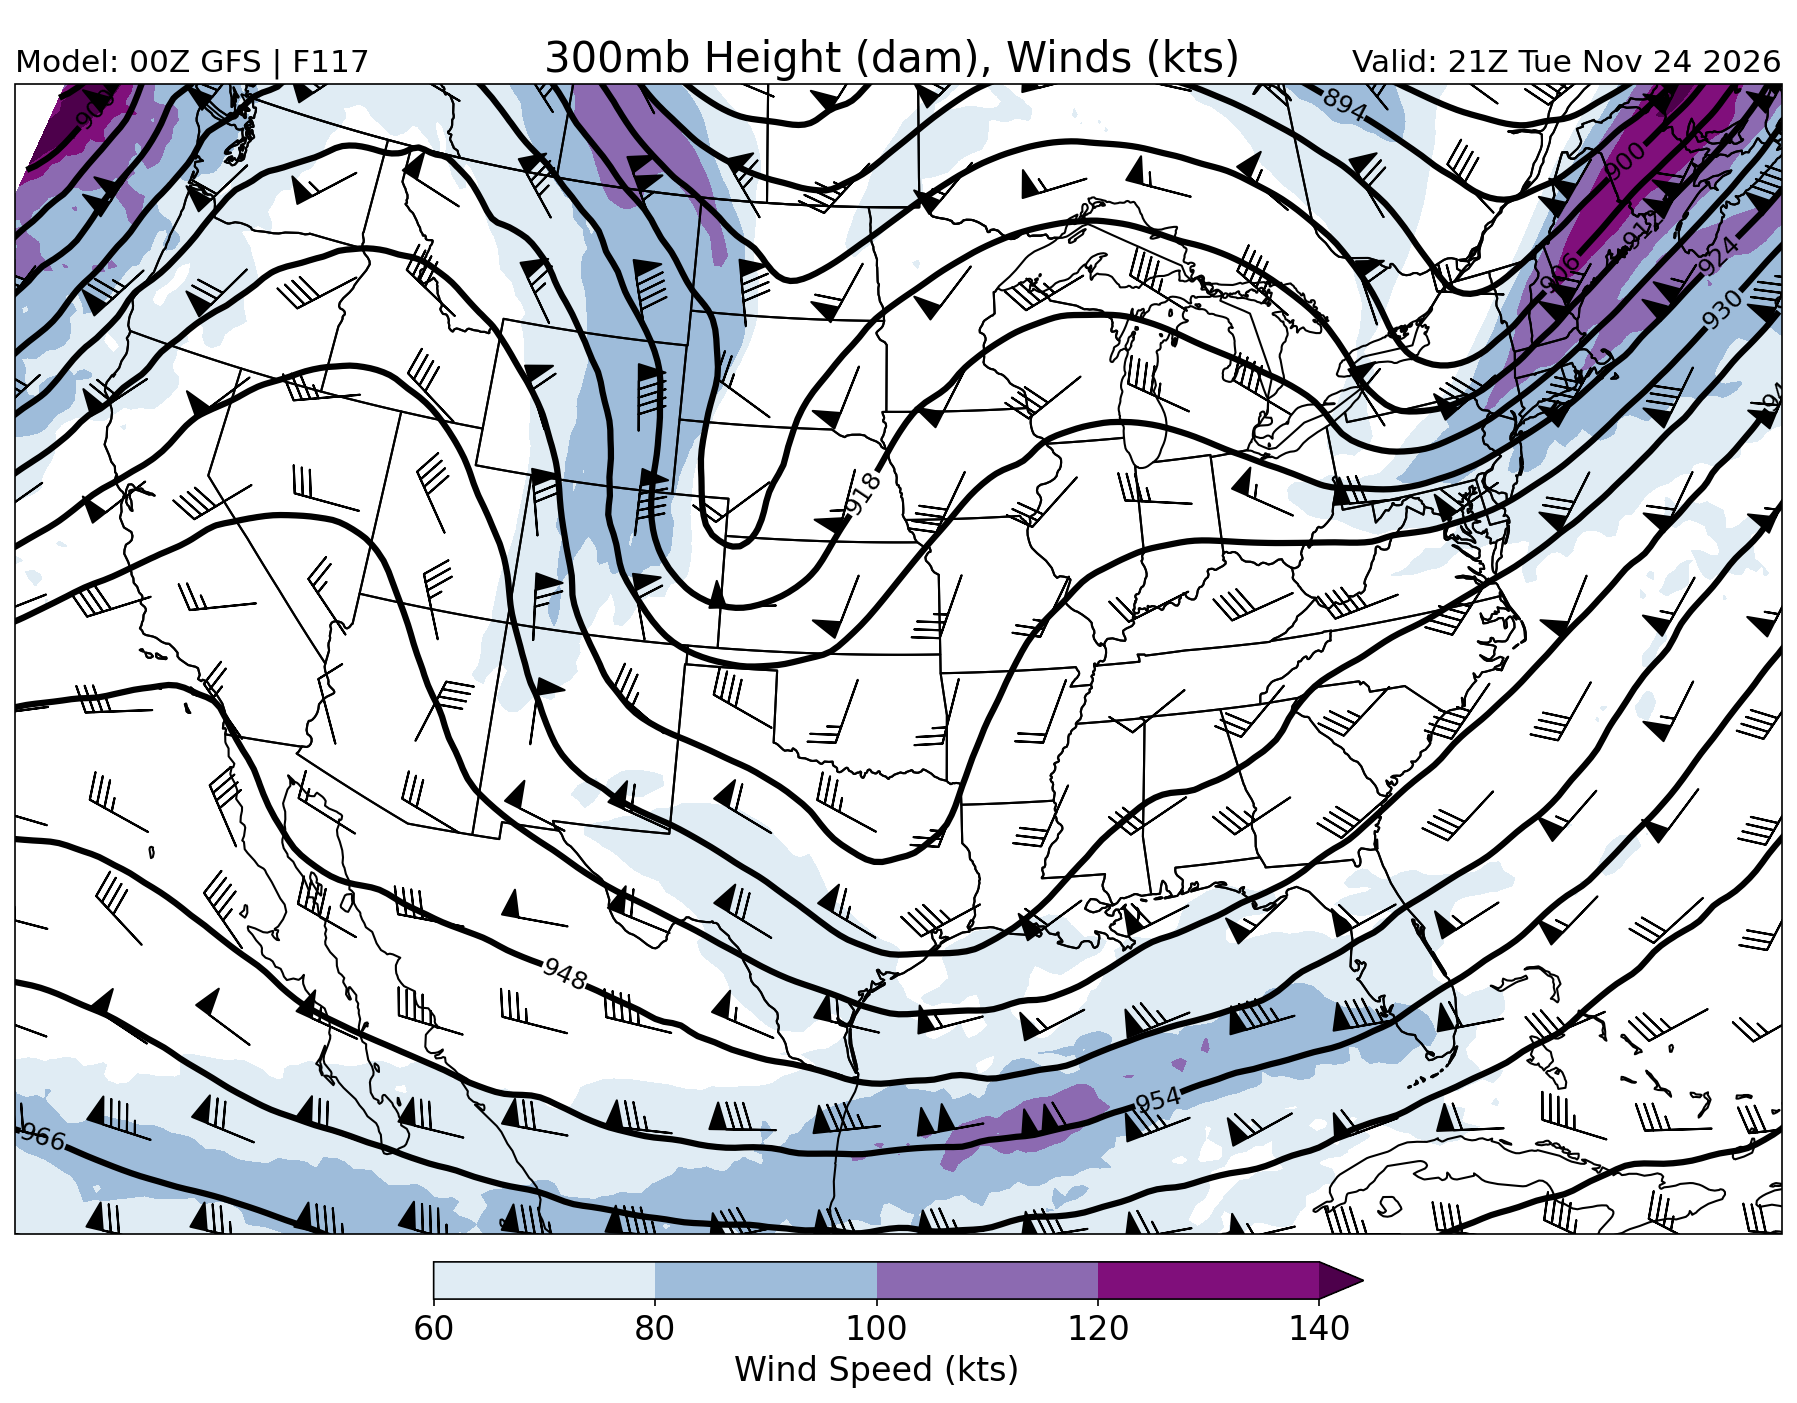 Model: 00Z GFS | F117
300mb Height (dam), Winds (kts)
Valid: 21Z Tue Nov 24 2026
900
894
900
912
906
924
930
918
948
954
966
60 80 100 120 140
Wind Speed (kts)